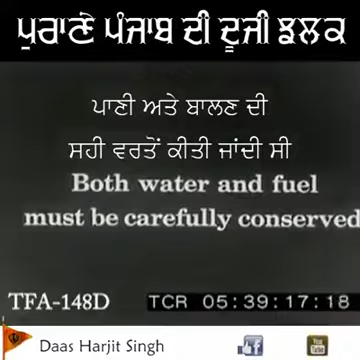 ਪੁਰਾਣੇ ਪੰਜਾਬ ਦੀ ਦੂਜੀ ਝਲਕ
ਪਾਣੀ ਅਤੇ ਬਾਲਣ ਦੀ
ਸਹੀ ਵਰਤੋਂ ਕੀਤੀ ਜਾਂਦੀ ਸੀ
Both water and fuel
must be carefully conserved
TFA-148D TCR 05:39:17:18
Daas Harjit Singh